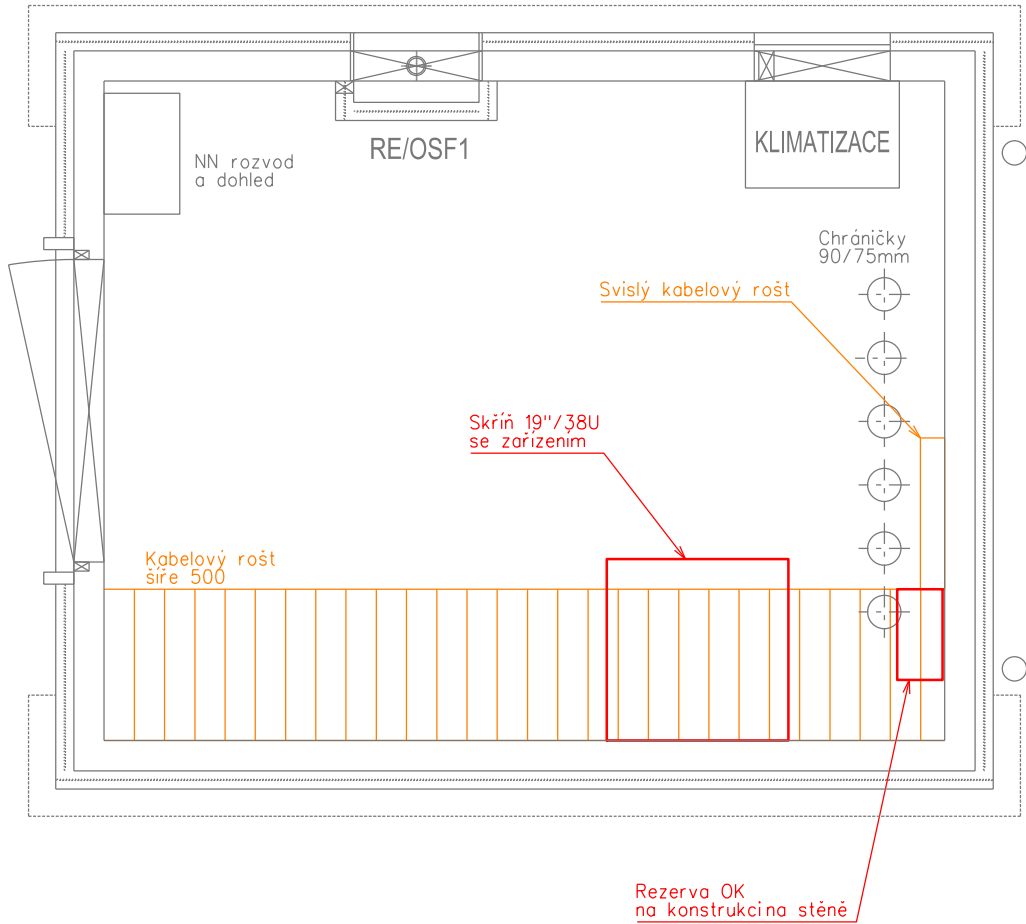 RE/OSF1
KLIMATIZACE
NN rozvod
a dohled
Chráničky
90/75mm
Svislý kabelový rošt
Skříň 19"/38U
se zařízením
Kabelový rošt
šíře 500
Rezerva OK
na konstrukcina stěně